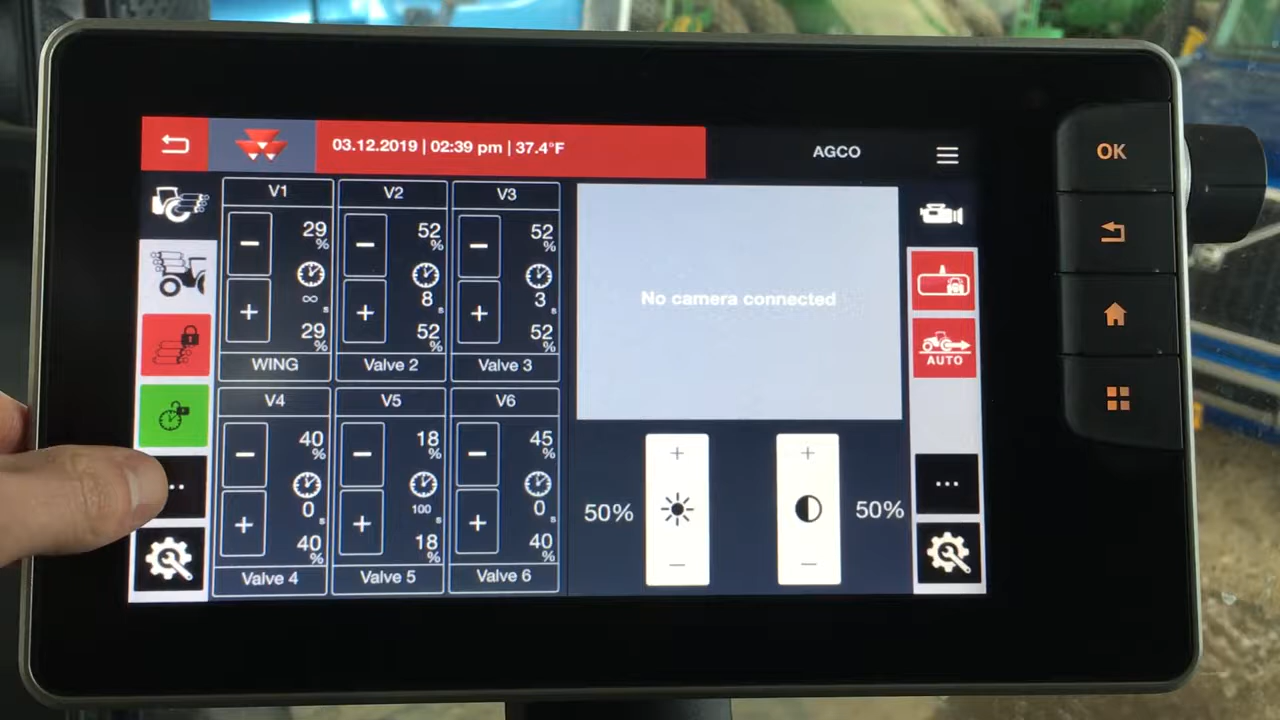 03.12.2019 | 02:39 pm | 37.4°F
AGCO
OK
V1
V2
V3
29
%
52
%
52
%
− − −
∞ s
8 s
3 s
+ + +
29
%
52
%
52
%
WING
Valve 2
Valve 3
No camera connected
AUTO
V4
V5
V6
40
%
18
%
45
%
− − −
0 s
100 s
0 s
+ + +
40
%
18
%
40
%
Valve 4
Valve 5
Valve 6
+ +
50%
50%
− −